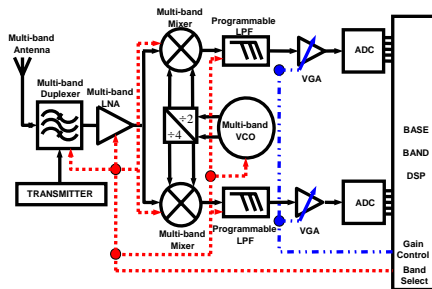 Multi-band
Mixer
Programmable
LPF
Multi-band
Antenna
Multi-band
Duplexer
Multi-band
LNA
VGA
ADC
÷2
÷4
Multi-band
VCO
BASE
BAND
DSP
TRANSMITTER
Multi-band
Mixer
Programmable
LPF
VGA
ADC
Gain
Control
Band
Select